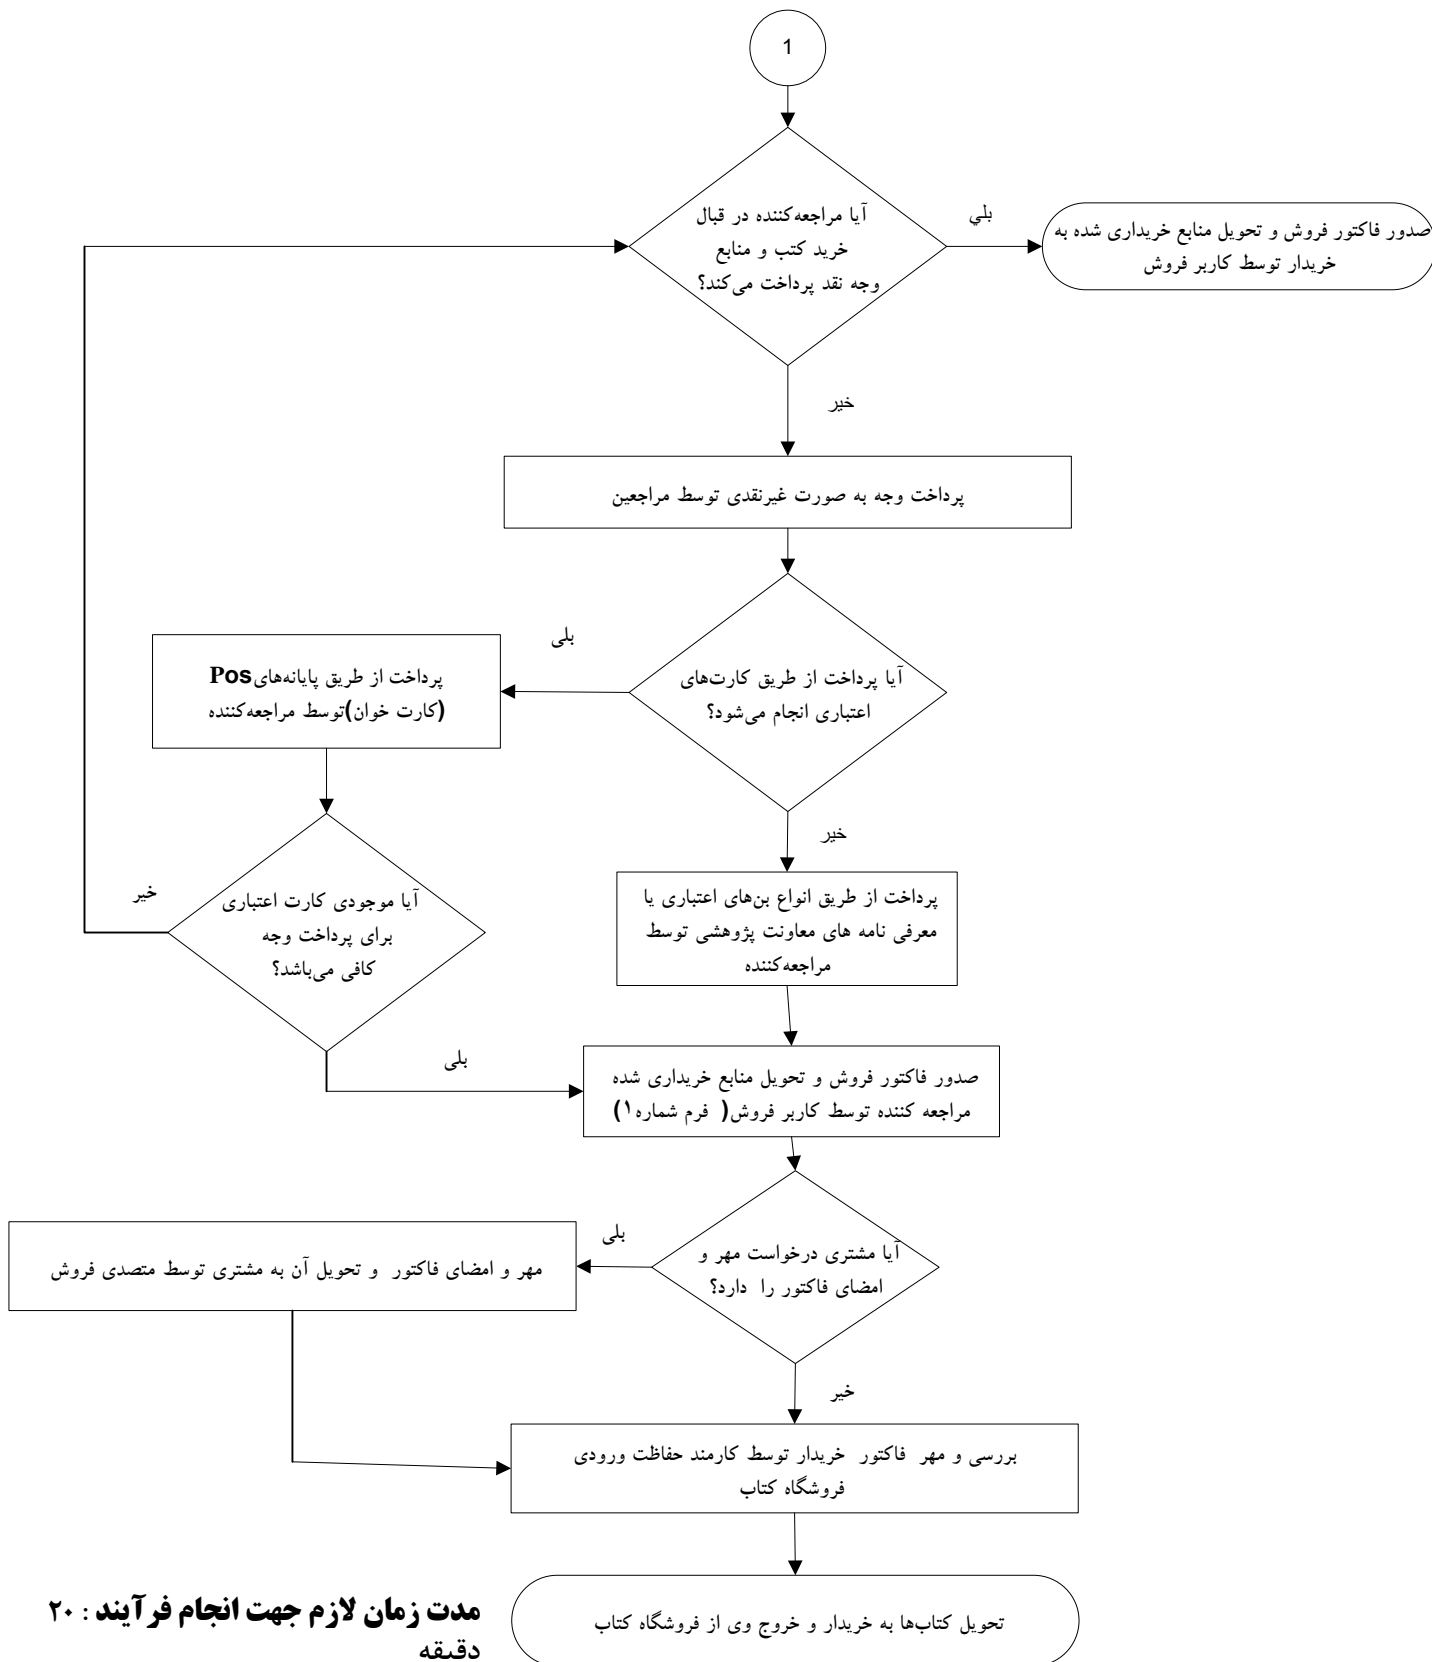 1
آیا مراجعه‌کننده در قبال
خرید کتب و منابع
وجه نقد پرداخت می‌کند؟
بلي
صدور فاکتور فروش و تحویل منابع خریداری شده به
خریدار توسط کاربر فروش
خیر
پرداخت وجه به صورت غیرنقدی توسط مراجعین
آیا پرداخت از طریق کارت‌های
اعتباری انجام می‌شود؟
بلی
پرداخت از طریق پایانه‌های Pos
(کارت خوان)توسط مراجعه‌کننده
خیر
آیا موجودی کارت اعتباری
برای پرداخت وجه
کافی می‌باشد؟
خیر
پرداخت از طریق انواع بن‌های اعتباری یا
معرفی نامه های معاونت پژوهشی توسط
مراجعه‌کننده
بلی
صدور فاکتور فروش و تحویل منابع خریداری شده
مراجعه کننده توسط کاربر فروش( فرم شماره ۱)
آیا مشتری درخواست مهر و
امضای فاکتور را دارد؟
بلی
مهر و امضای فاکتور و تحویل آن به مشتری توسط متصدی فروش
خیر
بررسی و مهر فاکتور خریدار توسط کارمند حفاظت ورودی
فروشگاه کتاب
تحویل کتاب‌ها به خریدار و خروج وی از فروشگاه کتاب
مدت زمان لازم جهت انجام فرآیند : ۲۰
دقیقه